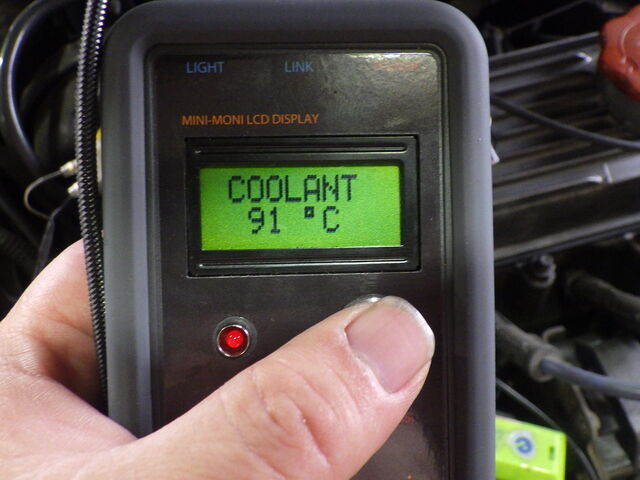 LIGHT LINK
MINI-MONI LCD DISPLAY
COOLANT
91 °C